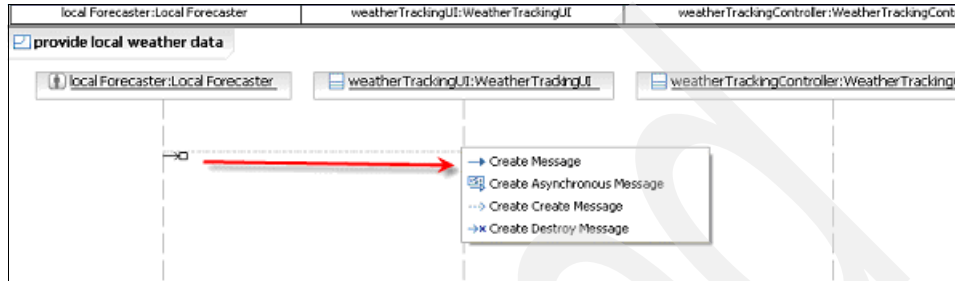 local Forecaster:Local Forecaster weatherTrackingUI:WeatherTrackingUI weatherTrackingController:WeatherTrackingCont
provide local weather data
local Forecaster:Local Forecaster weatherTrackingUI:WeatherTrackingUI weatherTrackingController:WeatherTracking
Create Message
Create Asynchronous Message
Create Create Message
Create Destroy Message